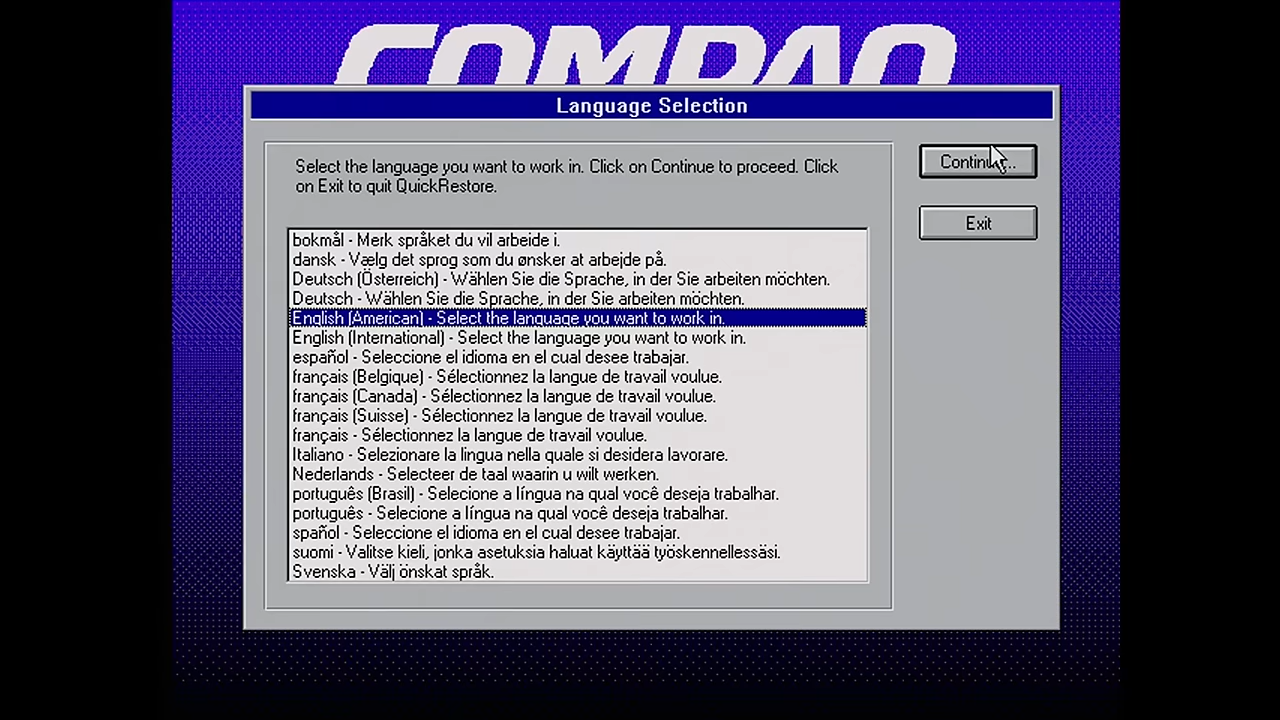 COMPAQ
Language Selection
Select the language you want to work in. Click on Continue to proceed. Click
on Exit to quit QuickRestore.
Continue...
Exit
bokmål - Merk språket du vil arbeide i.
dansk - Vælg det sprog som du ønsker at arbejde på.
Deutsch (Österreich) - Wählen Sie die Sprache, in der Sie arbeiten möchten.
Deutsch - Wählen Sie die Sprache, in der Sie arbeiten möchten.
English (American) - Select the language you want to work in.
English (International) - Select the language you want to work in.
español - Seleccione el idioma en el cual desee trabajar.
français (Belgique) - Sélectionnez la langue de travail voulue.
français (Canada) - Sélectionnez la langue de travail voulue.
français (Suisse) - Sélectionnez la langue de travail voulue.
français - Sélectionnez la langue de travail voulue.
Italiano - Selezionare la lingua nella quale si desidera lavorare.
Nederlands - Selecteer de taal waarin u wilt werken.
português (Brasil) - Selecione a língua na qual você deseja trabalhar.
português - Selecione a língua na qual você deseja trabalhar.
spañol - Seleccione el idioma en el cual desee trabajar.
suomi - Valitse kieli, jonka asetuksia haluat käyttää työskennellessäsi.
Svenska - Välj önskat språk.